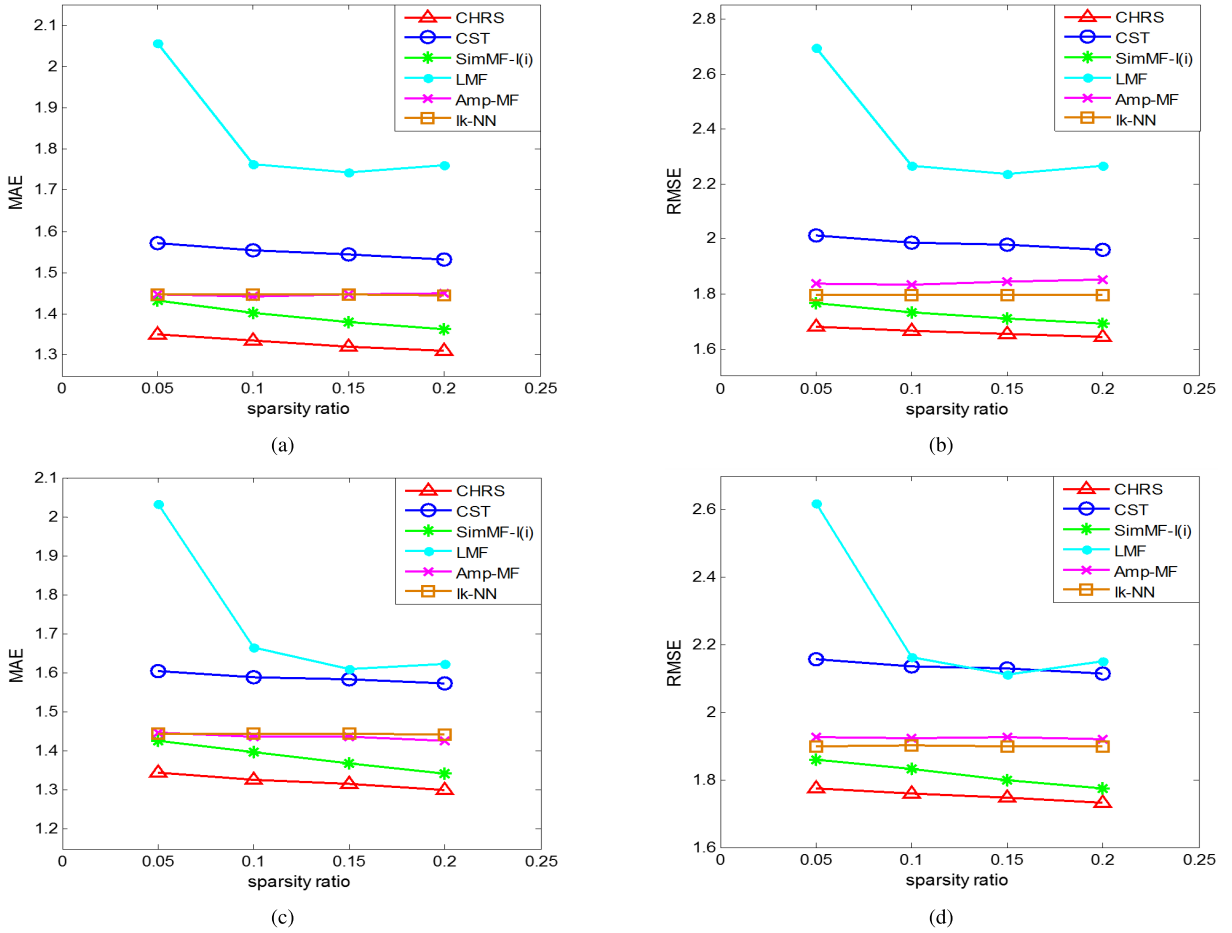 2.1
2
1.9
1.8
1.7
1.6
1.5
1.4
1.3
MAE
0
0.05
0.1
0.15
0.2
0.25
sparsity ratio
CHRS
CST
SimMF-I(i)
LMF
Amp-MF
Ik-NN
(a)
2.8
2.6
2.4
2.2
2
1.8
1.6
RMSE
0
0.05
0.1
0.15
0.2
0.25
sparsity ratio
CHRS
CST
SimMF-I(i)
LMF
Amp-MF
Ik-NN
(b)
2.1
2
1.9
1.8
1.7
1.6
1.5
1.4
1.3
1.2
MAE
0
0.05
0.1
0.15
0.2
0.25
sparsity ratio
CHRS
CST
SimMF-I(i)
LMF
Amp-MF
Ik-NN
(c)
2.6
2.4
2.2
2
1.8
1.6
RMSE
0
0.05
0.1
0.15
0.2
0.25
sparsity ratio
CHRS
CST
SimMF-I(i)
LMF
Amp-MF
Ik-NN
(d)